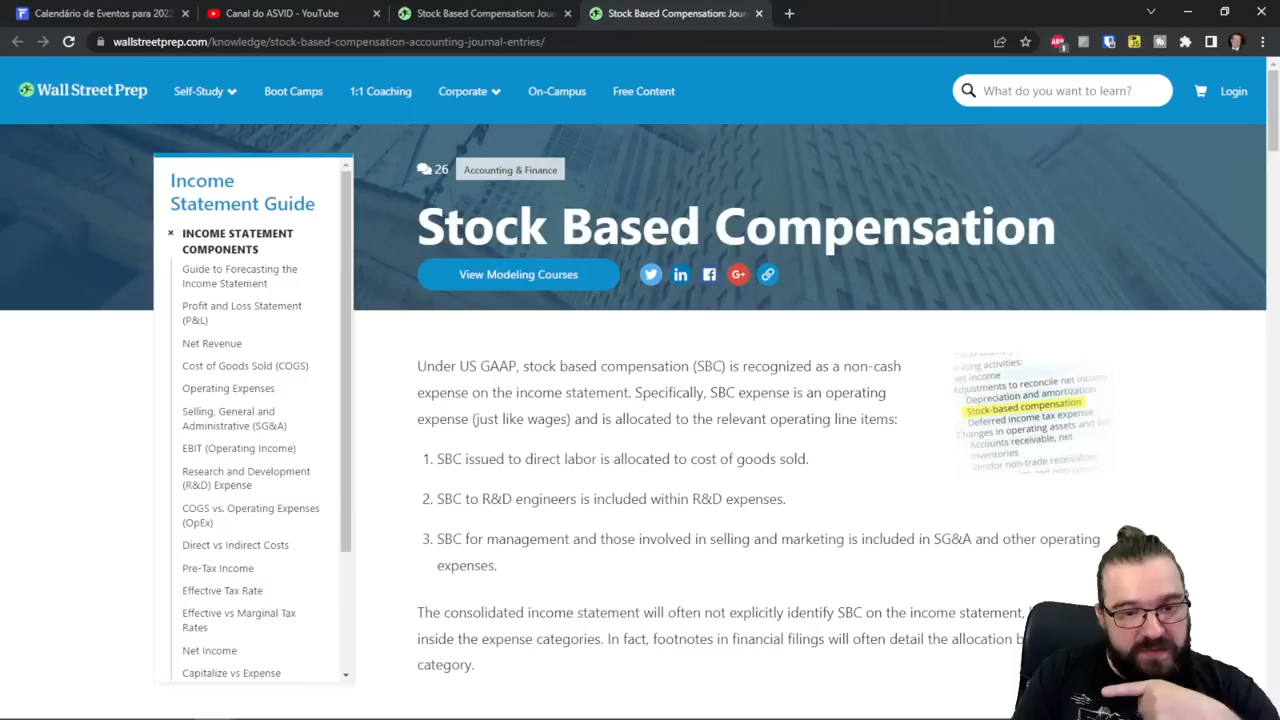 Calendário de Eventos para 2022
Canal do ASVID - YouTube
Stock Based Compensation: Jour
Stock Based Compensation: Jour
wallstreetprep.com/knowledge/stock-based-compensation-accounting-journal-entries/
Wall Street Prep
Self-Study
Boot Camps
1:1 Coaching
Corporate
On-Campus
Free Content
What do you want to learn?
Login
Income
Statement Guide
INCOME STATEMENT
COMPONENTS
Guide to Forecasting the
Income Statement
Profit and Loss Statement
(P&L)
Net Revenue
Cost of Goods Sold (COGS)
Operating Expenses
Selling, General and
Administrative (SG&A)
EBIT (Operating Income)
Research and Development
(R&D) Expense
COGS vs. Operating Expenses
(OpEx)
Direct vs Indirect Costs
Pre-Tax Income
Effective Tax Rate
Effective vs Marginal Tax
Rates
Net Income
Capitalize vs Expense
26
Accounting & Finance
Stock Based Compensation
View Modeling Courses
Under US GAAP, stock based compensation (SBC) is recognized as a non-cash
expense on the income statement. Specifically, SBC expense is an operating
expense (just like wages) and is allocated to the relevant operating line items:
1. SBC issued to direct labor is allocated to cost of goods sold.
2. SBC to R&D engineers is included within R&D expenses.
3. SBC for management and those involved in selling and marketing is included in SG&A and other operating
expenses.
The consolidated income statement will often not explicitly identify SBC on the income statement,
inside the expense categories. In fact, footnotes in financial filings will often detail the allocation
category.
activities:
Net income
Adjustments to reconcile net income
Depreciation and amortization
Stock-based compensation
Deferred income tax expense
Changes in operating assets and
Accounts receivable, net
Inventories
Vendor non-trade receivables